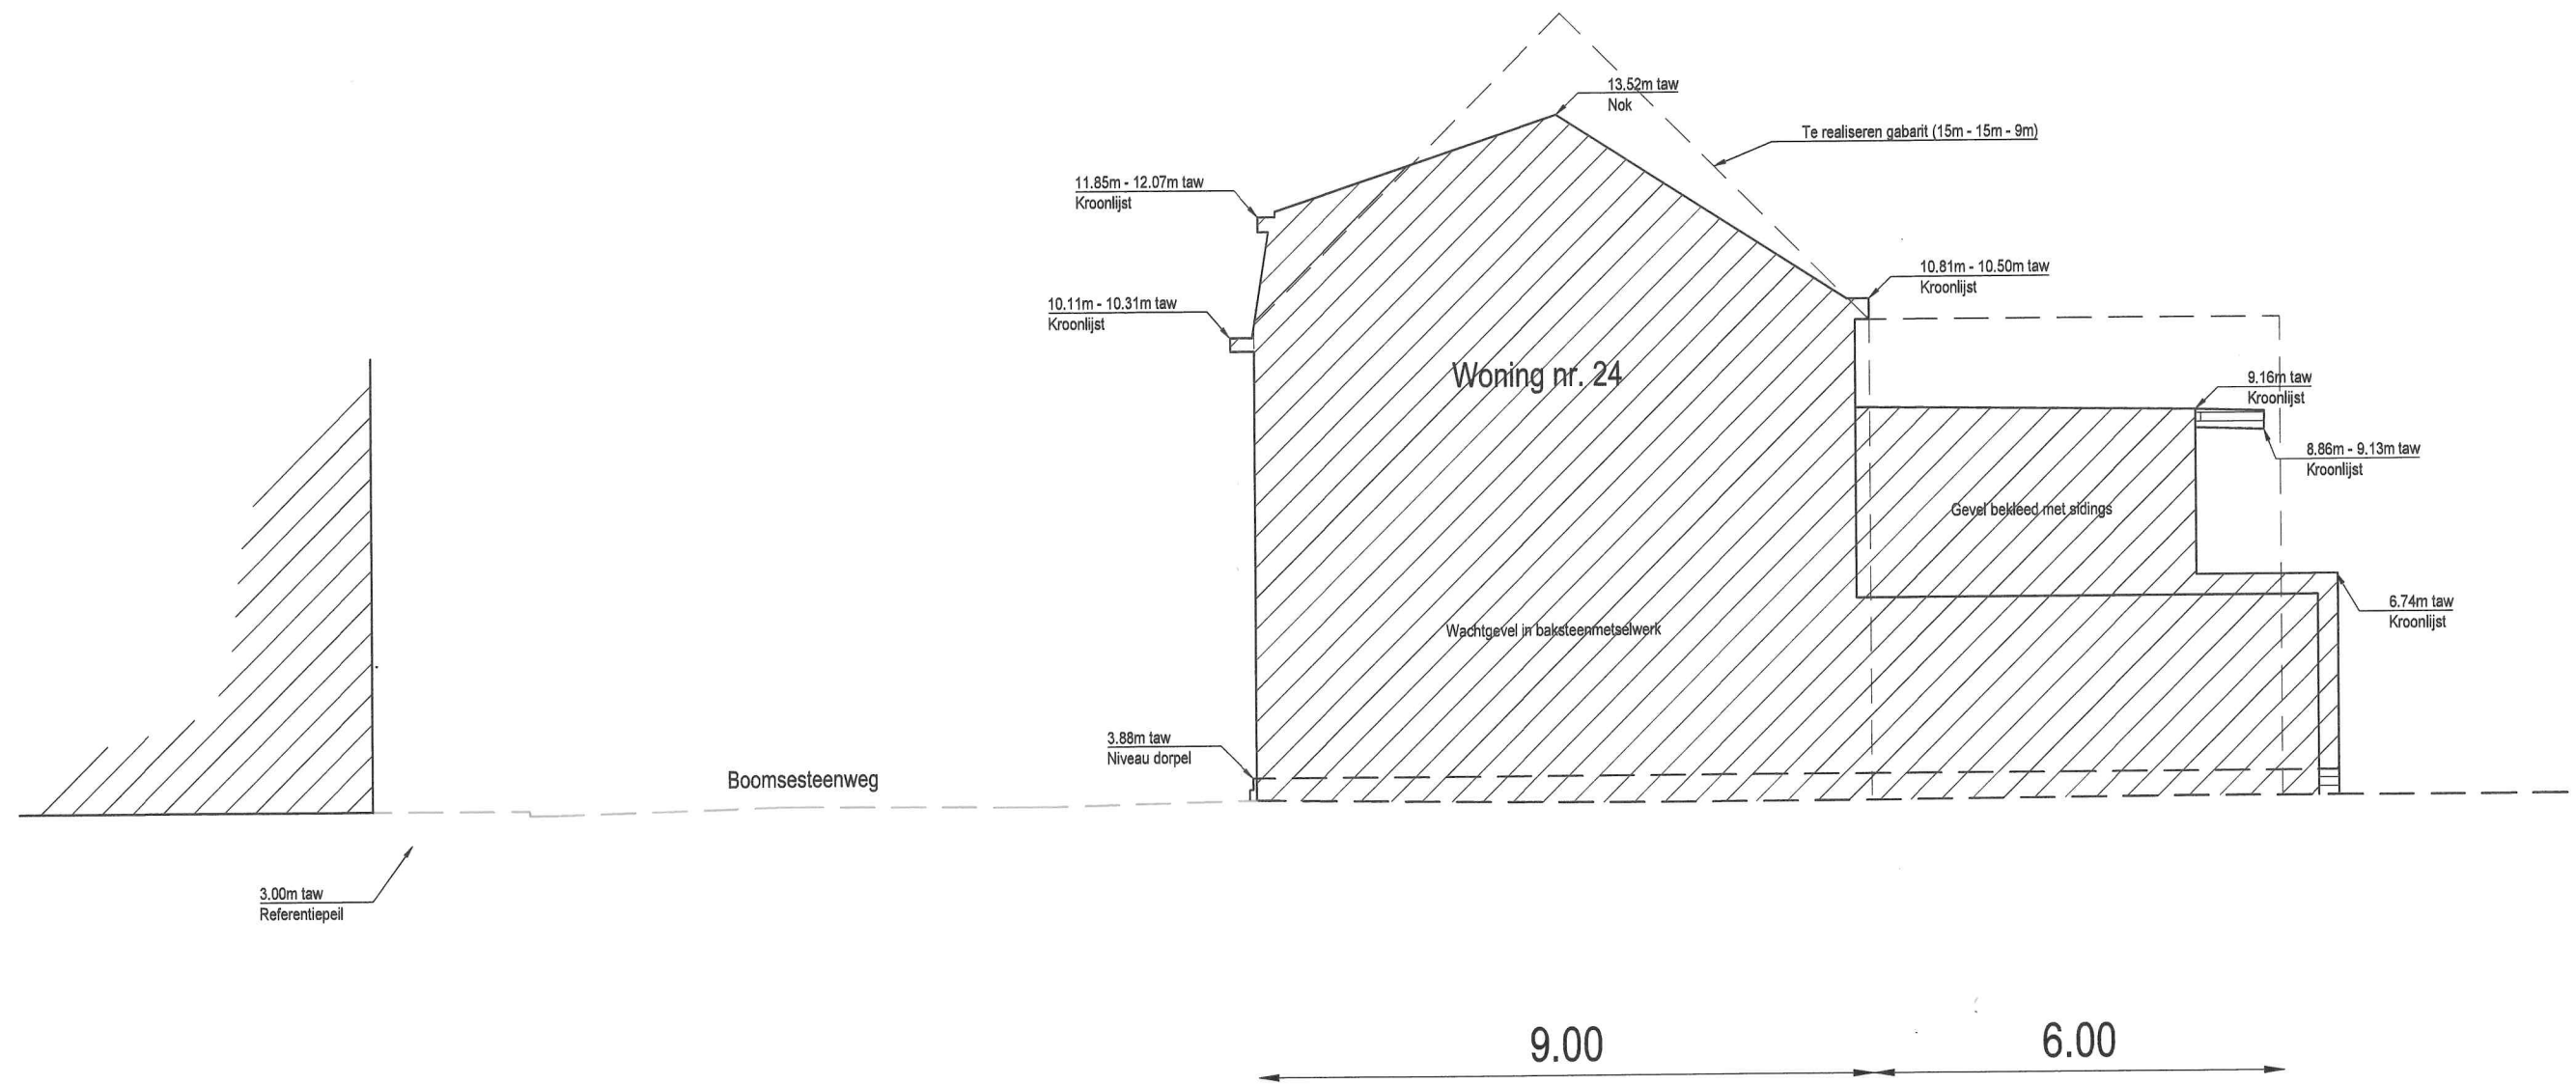 13.52m taw
Nok
Te realiseren gabarit (15m - 15m - 9m)
11.85m - 12.07m taw
Kroonlijst
10.81m - 10.50m taw
Kroonlijst
10.11m - 10.31m taw
Kroonlijst
Woning nr. 24
9.16m taw
Kroonlijst
8.86m - 9.13m taw
Kroonlijst
Gevel bekleed met sidings
6.74m taw
Kroonlijst
Wachtgevel in baksteenmetselwerk
3.88m taw
Niveau dorpel
Boomsesteenweg
3.00m taw
Referentiepeil
9.00
6.00